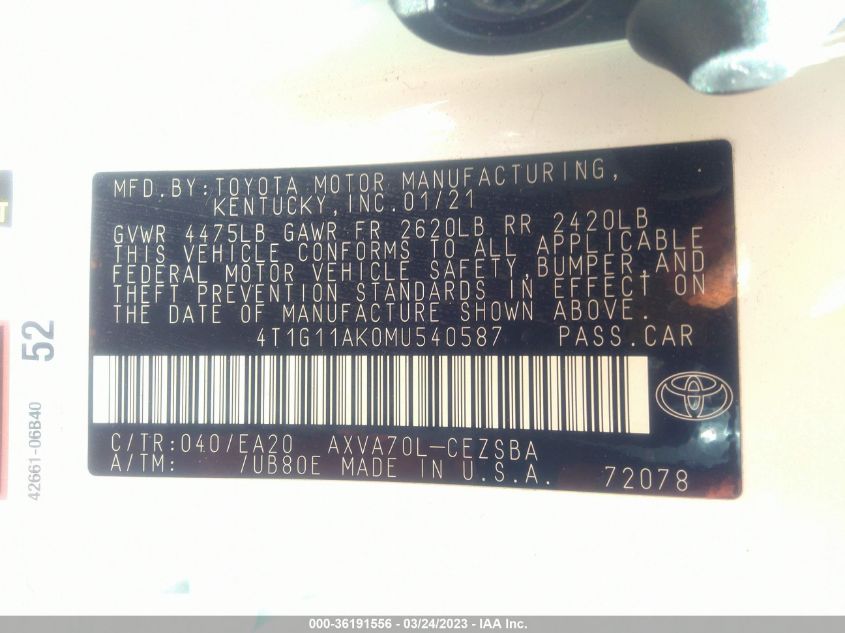 MFD.BY:TOYOTA MOTOR MANUFACTURING,
KENTUCKY,INC.01/21
GVWR 4475LB GAWR FR 2620LB RR 2420LB
THIS VEHICLE CONFORMS TO ALL APPLICABLE
FEDERAL MOTOR VEHICLE SAFETY,BUMPER,AND
THEFT PREVENTION STANDARDS IN EFFECT ON
THE DATE OF MANUFACTURE SHOWN ABOVE.
4T1G11AK0MU540587 PASS.CAR
C/TR:040/EA20 AXVA70L-CEZSBA
A/TM: /UB80E MADE IN U.S.A. 72078
52
42661-06B40
000-36191556 - 03/24/2023 - IAA Inc.